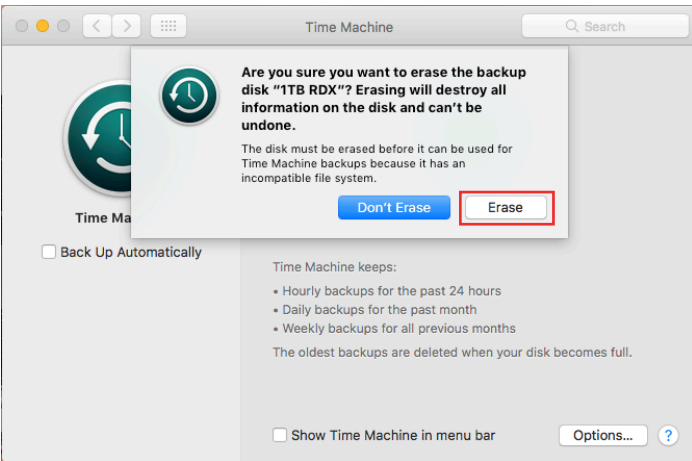 Time Machine
Search
Are you sure you want to erase the backup
disk “1TB RDX”? Erasing will destroy all
information on the disk and can’t be
undone.
The disk must be erased before it can be used for
Time Machine backups because it has an
incompatible file system.
Don’t Erase
Erase
Time Ma
Back Up Automatically
Time Machine keeps:
• Hourly backups for the past 24 hours
• Daily backups for the past month
• Weekly backups for all previous months
The oldest backups are deleted when your disk becomes full.
Show Time Machine in menu bar
Options...
?